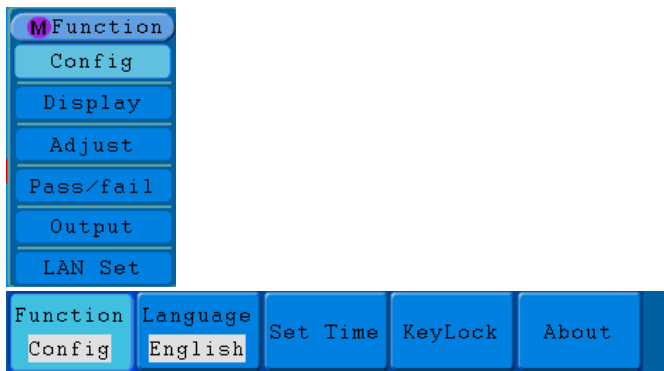 MFunction
Config
Display
Adjust
Pass/fail
Output
LAN Set
Function Language Set Time KeyLock About
Config English